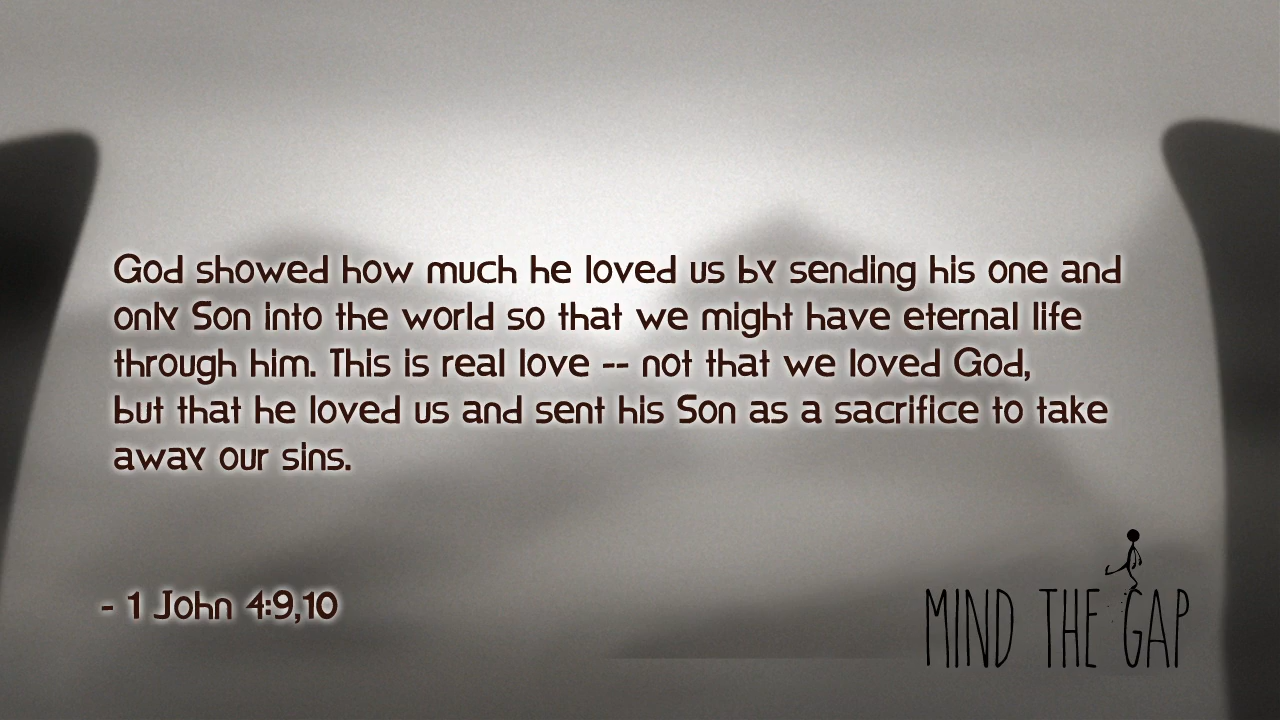 God showed how much he loved us by sending his one and
only Son into the world so that we might have eternal life
through him. This is real love -- not that we loved God,
but that he loved us and sent his Son as a sacrifice to take
away our sins.
- 1 John 4:9,10
MIND THE GAP